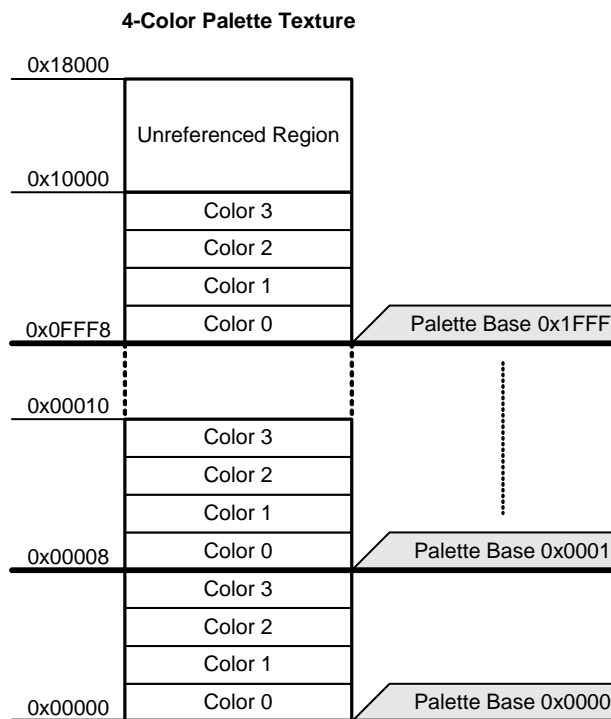 4-Color Palette Texture
0x18000
Unreferenced Region
0x10000
Color 3
Color 2
Color 1
Color 0
0x0FFF8
Palette Base 0x1FFF
0x00010
Color 3
Color 2
Color 1
Color 0
0x00008
Palette Base 0x0001
Color 3
Color 2
Color 1
Color 0
0x00000
Palette Base 0x0000